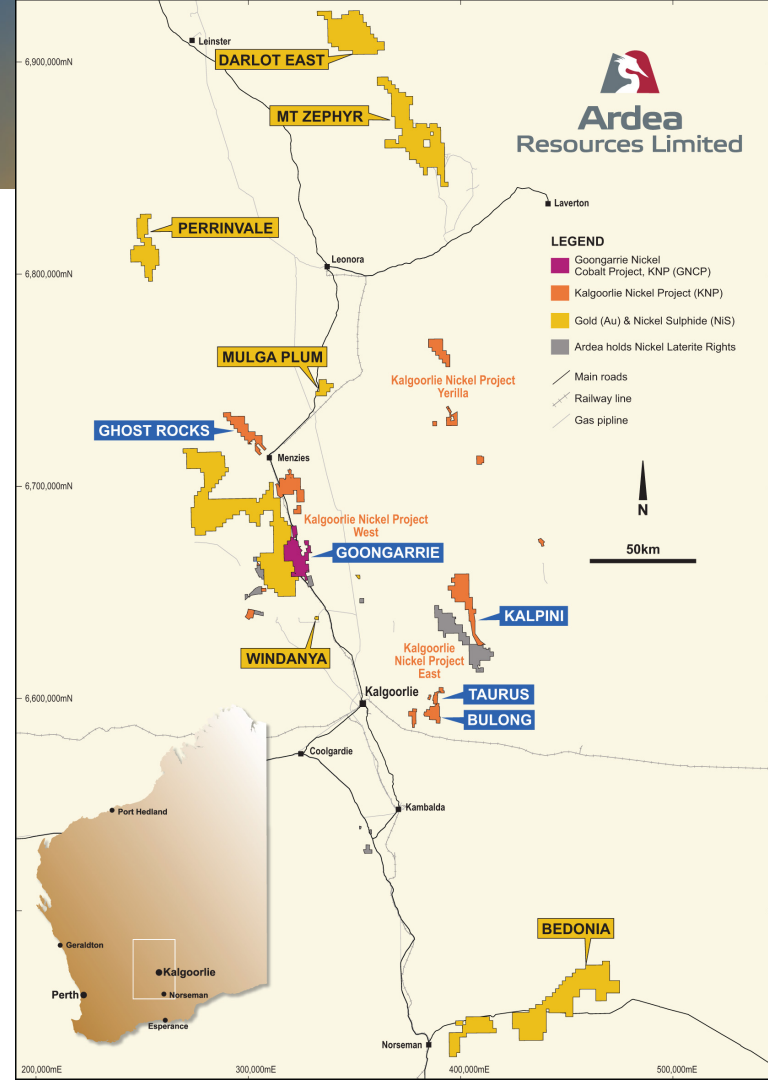 Leinster
DARLOT EAST
6,900,000mN
MT ZEPHYR
Ardea
Resources Limited
Laverton
PERRINVALE
LEGEND
Goongarrie Nickel
Cobalt Project, KNP (GNCP)
Kalgoorlie Nickel Project (KNP)
Gold (Au) & Nickel Sulphide (NiS)
Ardea holds Nickel Laterite Rights
Main roads
Railway line
Gas pipline
Leonora
6,800,000mN
MULGA PLUM
Kalgoorlie Nickel Project
Yerilla
GHOST ROCKS
Menzies
6,700,000mN
N
50km
Kalgoorlie Nickel Project
West
GOONGARRIE
KALPINI
WINDANYA
Kalgoorlie
Nickel Project
East
6,600,000mN
Kalgoorlie
TAURUS
BULONG
Coolgardie
Kambalda
Port Hedland
Geraldton
Kalgoorlie
Perth
Norseman
Esperance
BEDONIA
Norseman
200,000mE
300,000mE
400,000mE
500,000mE